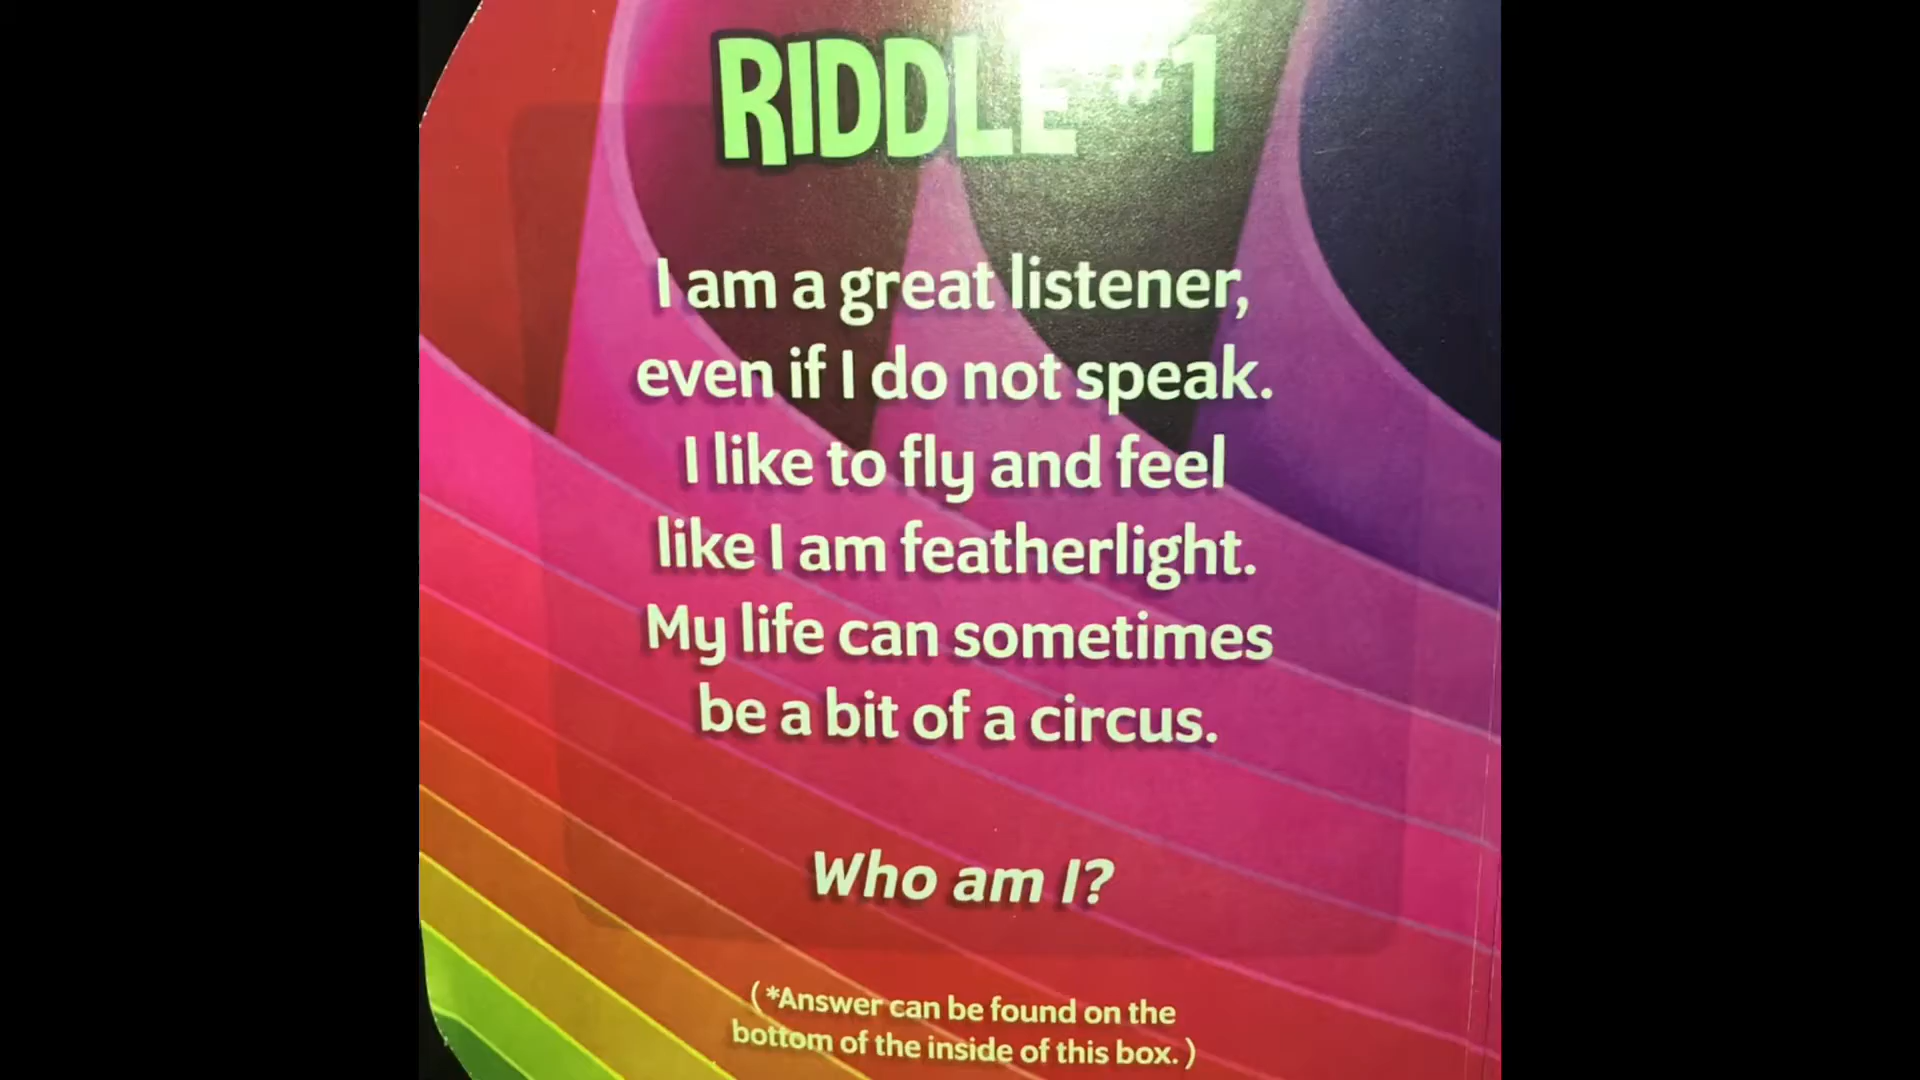 RIDDLE #1
I am a great listener,
even if I do not speak.
I like to fly and feel
like I am featherlight.
My life can sometimes
be a bit of a circus.
Who am I?
(*Answer can be found on the
bottom of the inside of this box.)